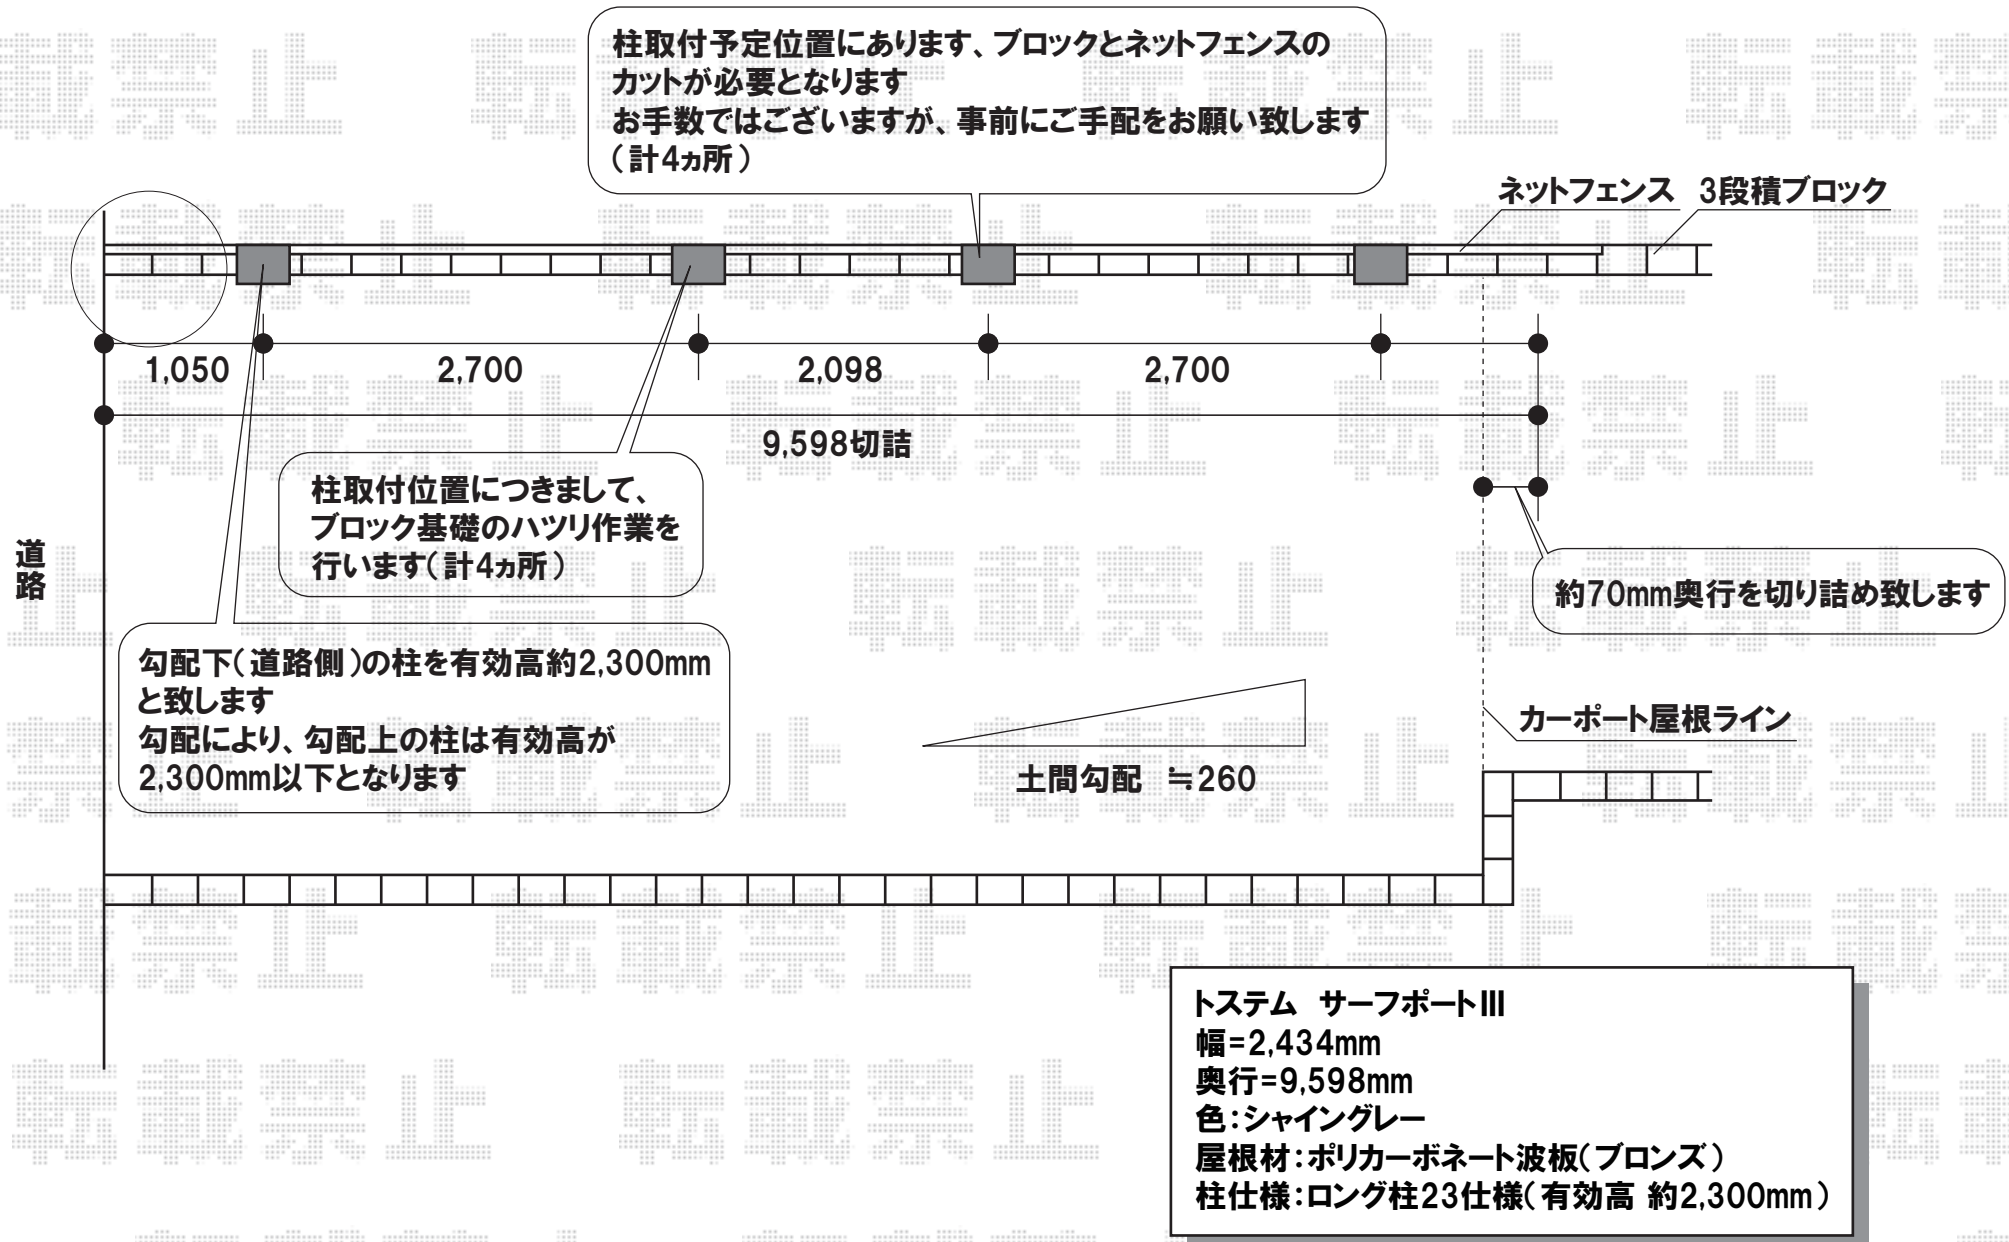 柱取付予定位置にあります、ブロックとネットフェンスの
カットが必要となります
お手数ではございますが、事前にご手配をお願い致します
（計4ヵ所）
ネットフェンス
3段積ブロック
1,050
2,700
2,098
2,700
9,598切詰
柱取付位置につきまして、
ブロック基礎のハツリ作業を
行います（計4ヵ所）
道路
約70mm奥行を切り詰め致します
勾配下（道路側）の柱を有効高約2,300mm
と致します
勾配により、勾配上の柱は有効高が
2,300mm以下となります
カーポート屋根ライン
土間勾配　≒260
トステム　サーフポートⅢ
幅=2,434mm
奥行=9,598mm
色：シャイングレー
屋根材：ポリカーボネート波板（ブロンズ）
柱仕様：ロング柱23仕様（有効高 約2,300mm）
転載禁止